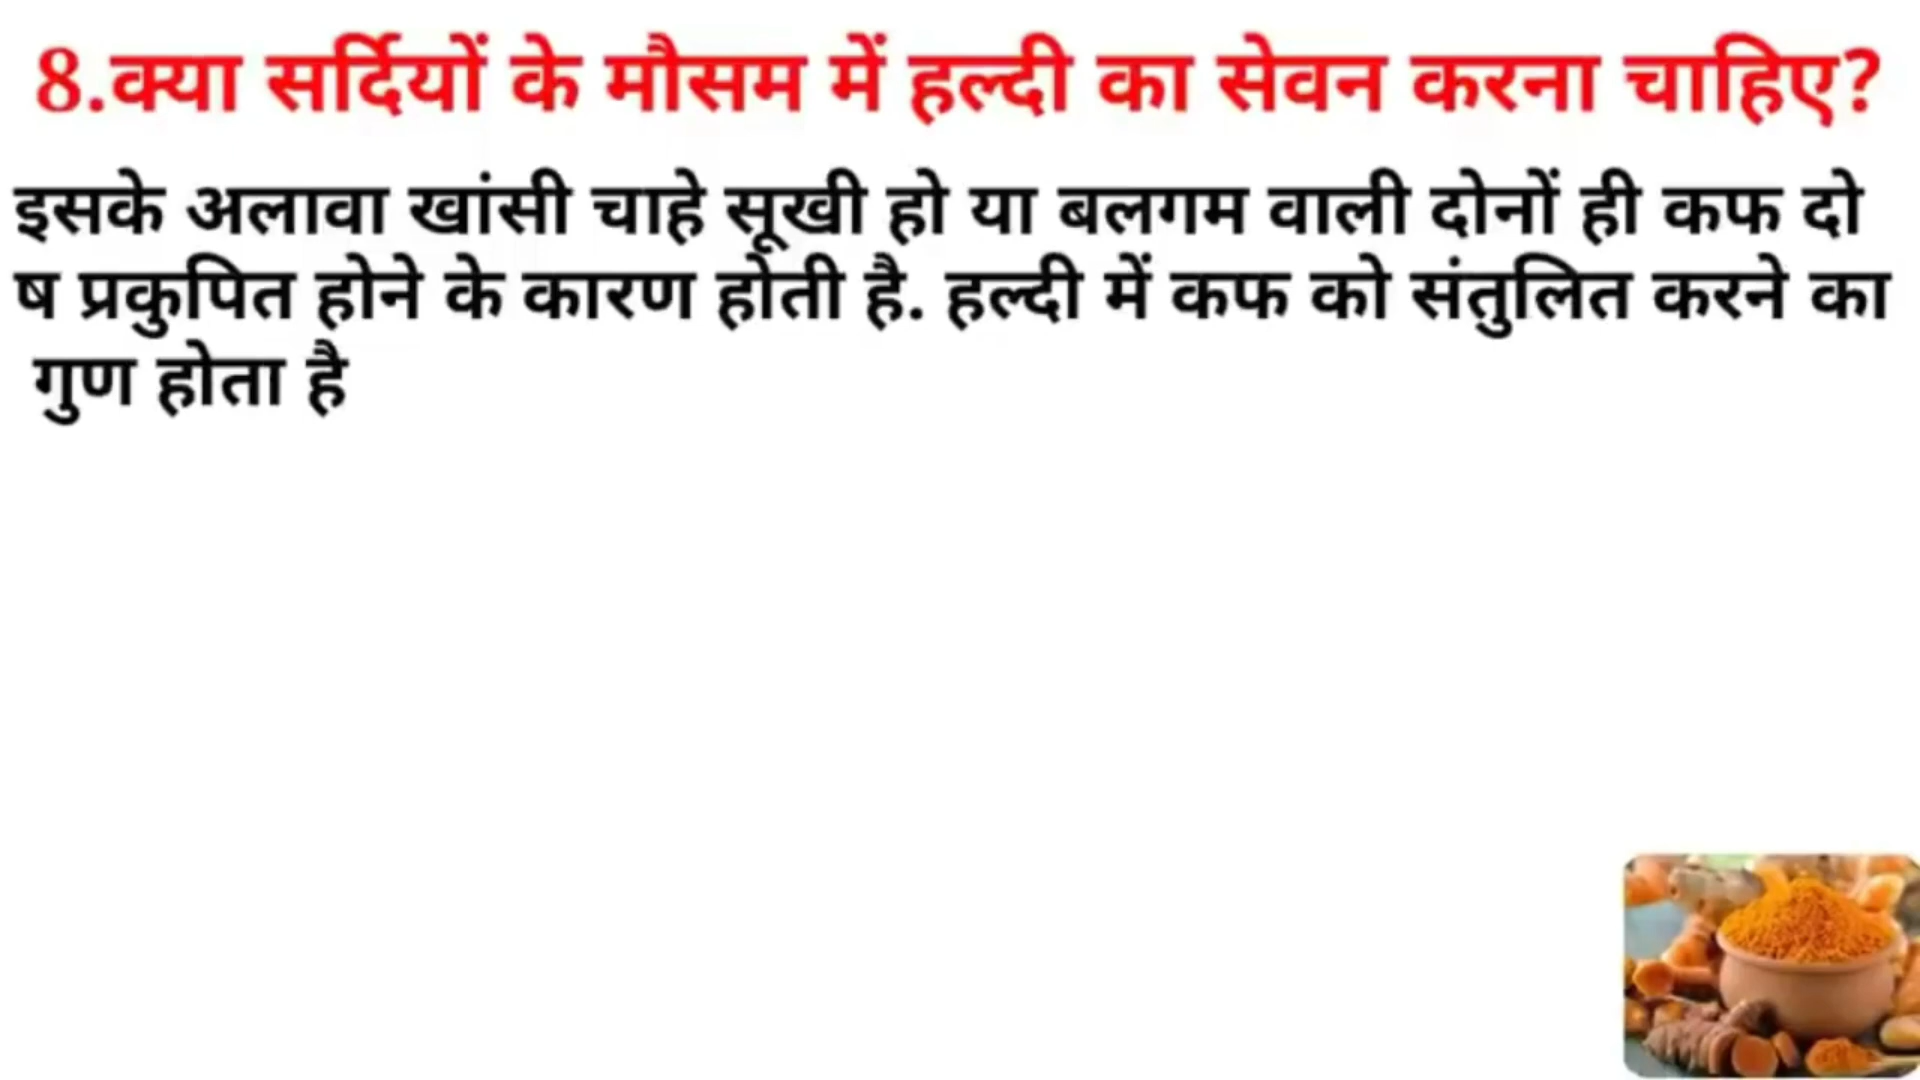 8.क्या सर्दियों के मौसम में हल्दी का सेवन करना चाहिए?
इसके अलावा खांसी चाहे सूखी हो या बलगम वाली दोनों ही कफ दो
ष प्रकुपित होने के कारण होती है. हल्दी में कफ को संतुलित करने का
गुण होता है